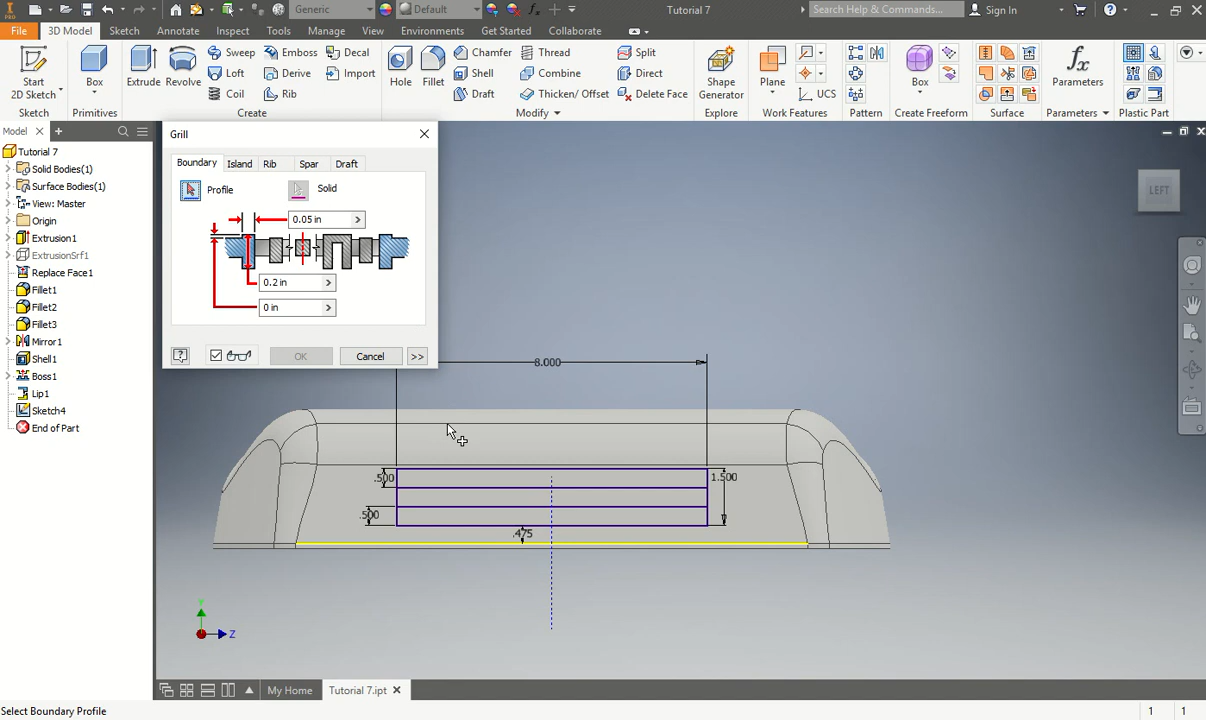 PRO
Generic
Default
Tutorial 7
Search Help & Commands...
Sign In
File
3D Model
Sketch
Annotate
Inspect
Tools
Manage
View
Environments
Get Started
Collaborate
Start
2D Sketch
Box
Extrude
Revolve
Sweep
Loft
Coil
Emboss
Derive
Rib
Decal
Import
Hole
Fillet
Chamfer
Shell
Draft
Thread
Combine
Thicken/ Offset
Split
Direct
Delete Face
Shape
Generator
Plane
UCS
Box
Parameters
Sketch
Primitives
Create
Modify
Explore
Work Features
Pattern
Create Freeform
Surface
Parameters
Plastic Part
Model
Tutorial 7
Solid Bodies(1)
Surface Bodies(1)
View: Master
Origin
Extrusion1
ExtrusionSrf1
Replace Face1
Fillet1
Fillet2
Fillet3
Mirror1
Shell1
Boss1
Lip1
Sketch4
End of Part
Grill
Boundary
Island
Rib
Spar
Draft
Profile
Solid
0.05 in
0.2 in
0 in
OK
Cancel
>>
LEFT
8.000
.500
1.500
.500
.475
Y
Z
My Home
Tutorial 7.ipt
Select Boundary Profile
1
1